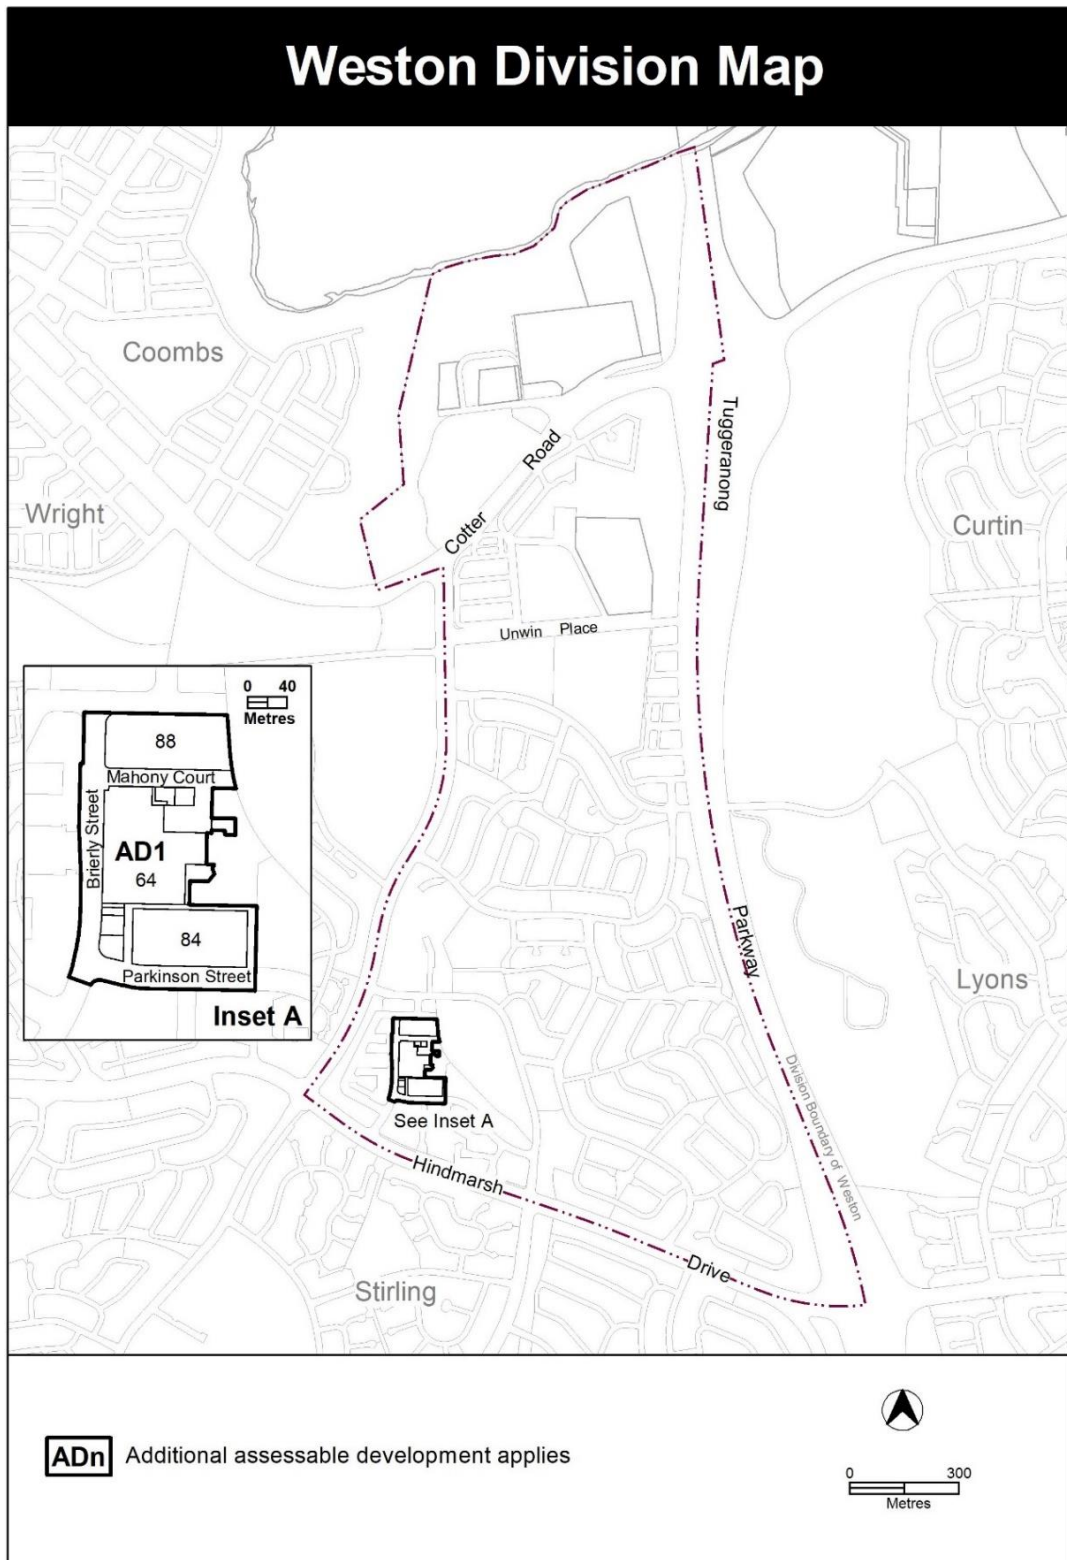 Weston Division Map
Coombs
Wright
Cotter Road
Tuggeranong
Curtin
Unwin Place
0 40
Metres
88
Mahony Court
Brierly Street
AD1
64
84
Parkinson Street
Inset A
Parkway
Lyons
See Inset A
Division Boundary of Weston
Hindmarsh
Drive
Stirling
ADn Additional assessable development applies
0 300
Metres